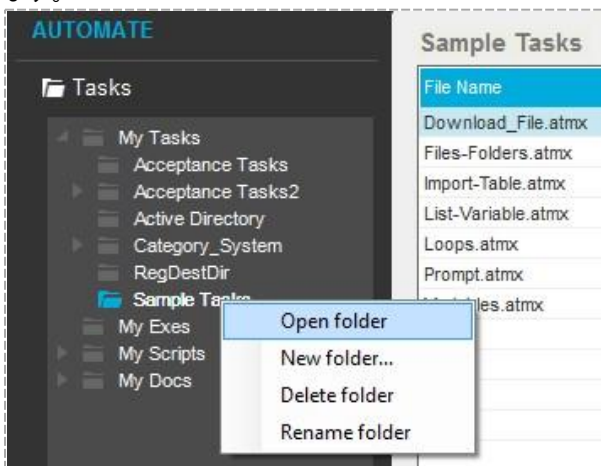 AUTOMATE
Tasks
My Tasks
Acceptance Tasks
Acceptance Tasks2
Active Directory
Category_System
RegDestDir
Sample Tasks
My Exes
My Scripts
My Docs
Open folder
New folder...
Delete folder
Rename folder
Sample Tasks
File Name
Download_File.atmx
Files-Folders.atmx
Import-Table.atmx
List-Variable.atmx
Loops.atmx
Prompt.atmx
les.atmx